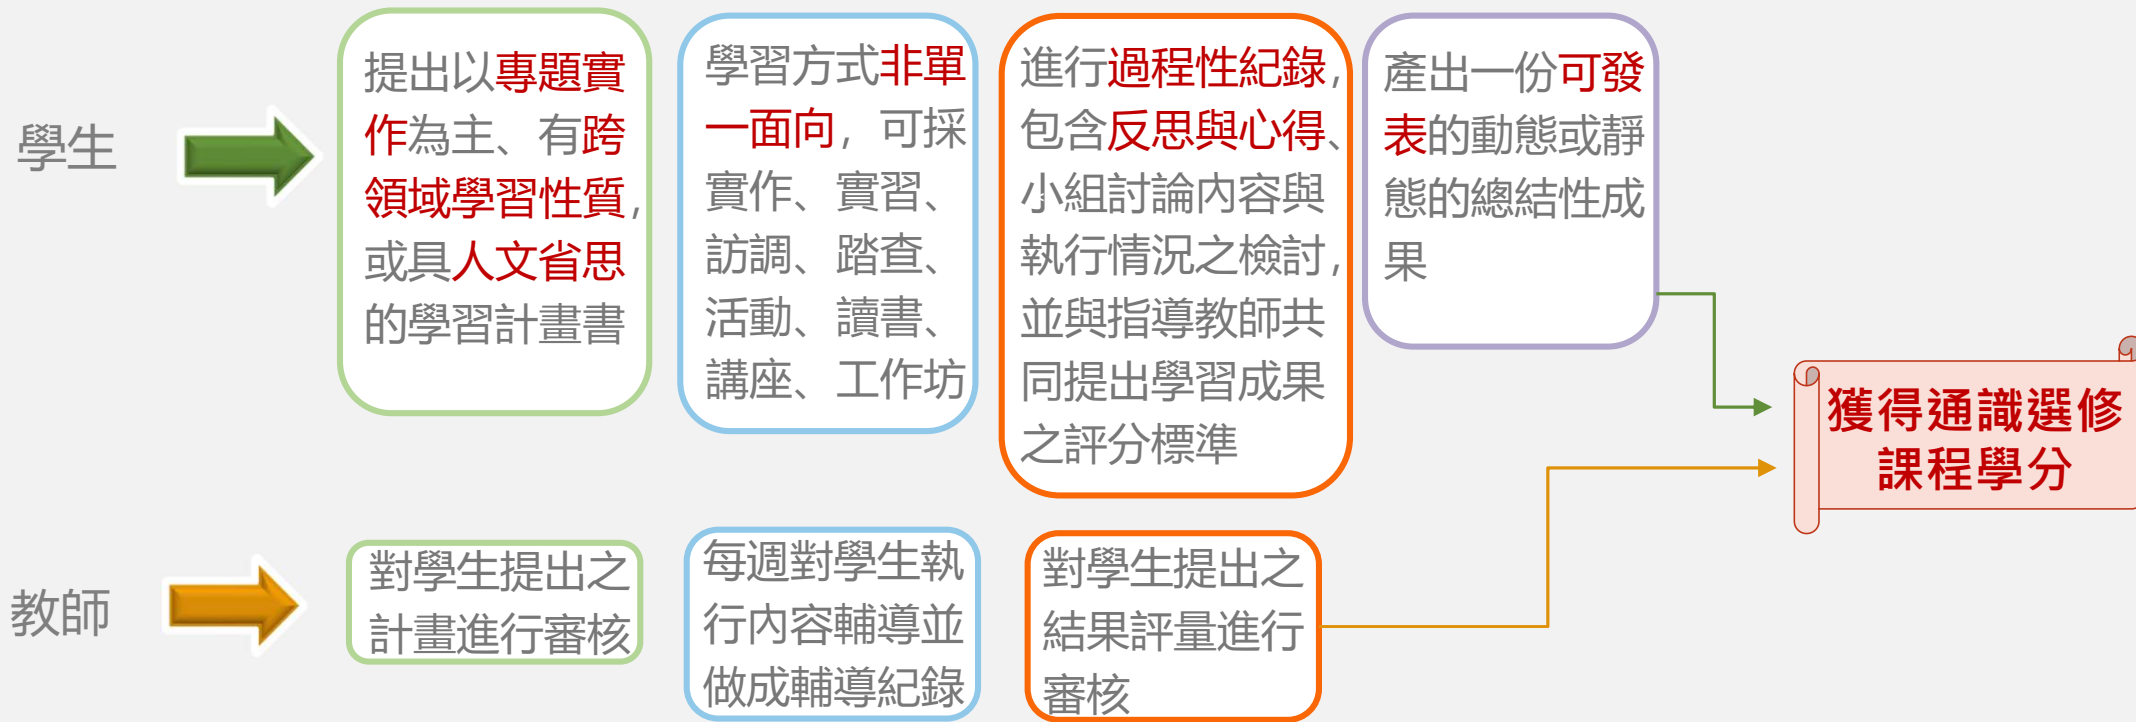 學生
提出以專題實
作為主、有跨
領域學習性質,
或具人文省思
的學習計畫書
學習方式非單
一面向, 可採
實作、實習、
訪調、踏查、
活動、讀書、
講座、工作坊
進行過程性紀錄,
包含反思與心得、
小組討論內容與
執行情況之檢討,
並與指導教師共
同提出學習成果
之評分標準
產出一份可發
表的動態或靜
態的總結性成
果
獲得通識選修
課程學分
教師
對學生提出之
計畫進行審核
每週對學生執
行內容輔導並
做成輔導紀錄
對學生提出之
結果評量進行
審核